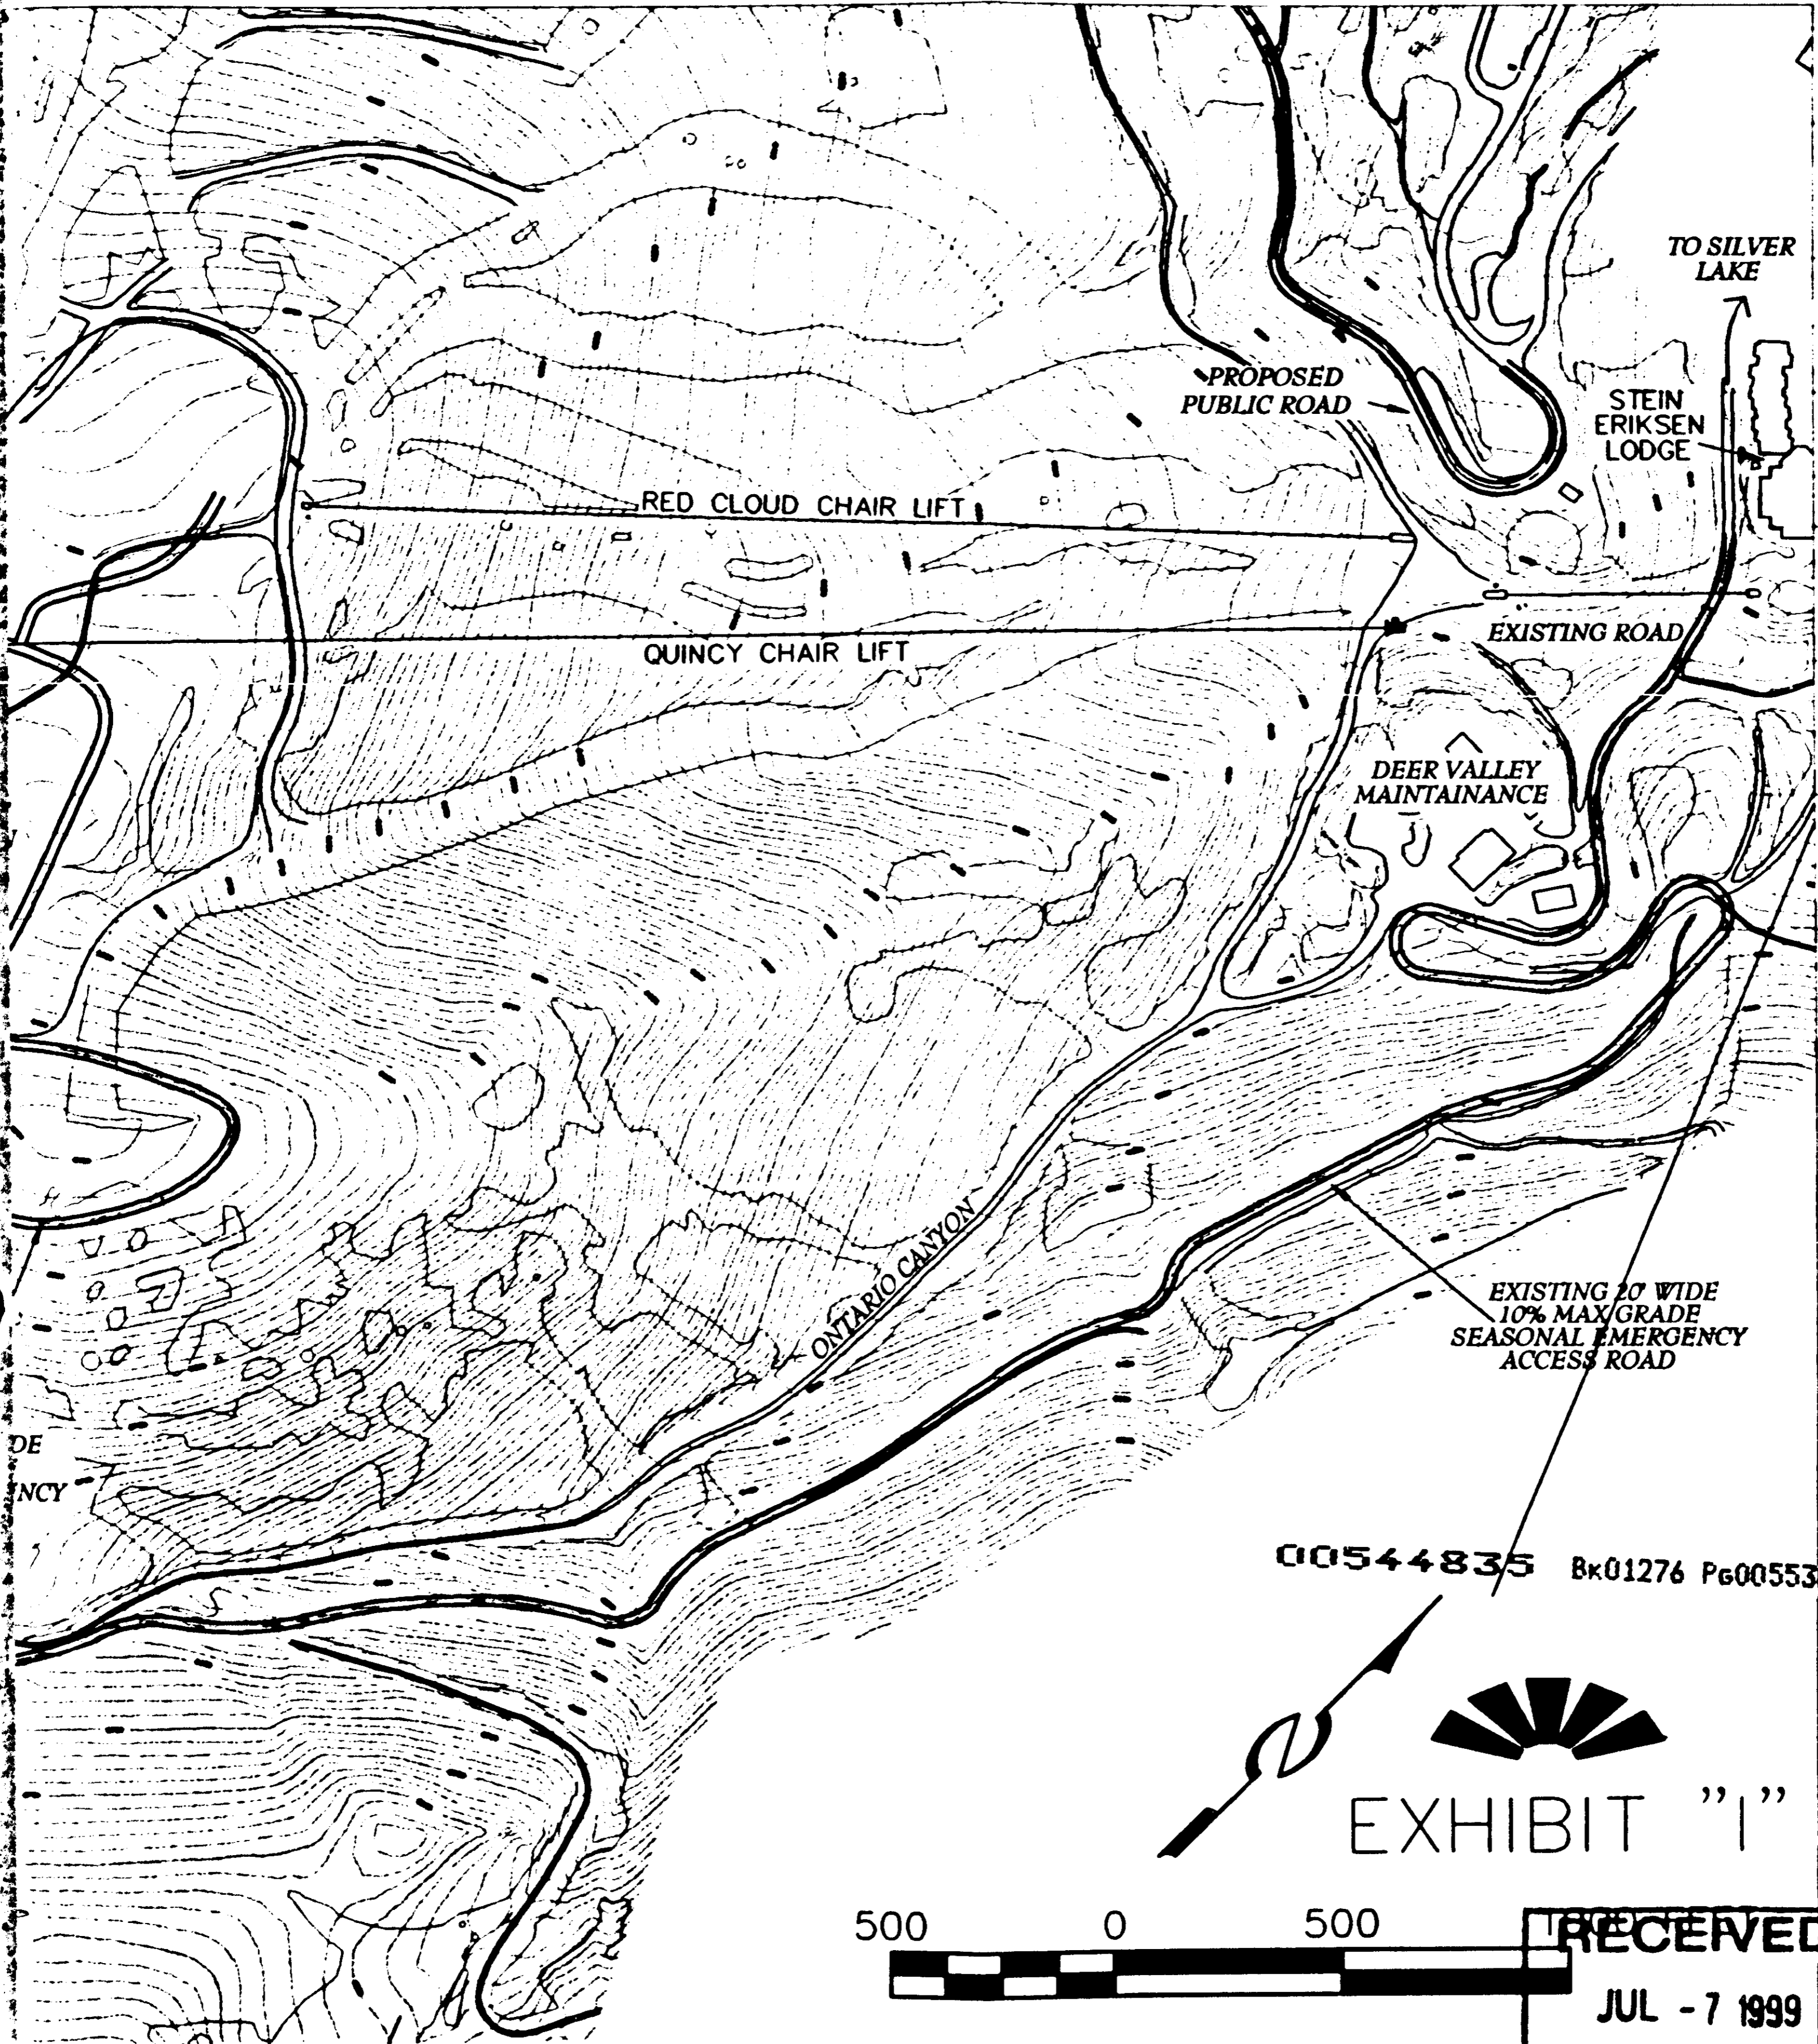 TO SILVER
LAKE
PROPOSED
PUBLIC ROAD
STEIN
ERIKSEN
LODGE
RED CLOUD CHAIR LIFT
EXISTING ROAD
QUINCY CHAIR LIFT
DEER VALLEY
MAINTAINANCE
ONTARIO CANYON
EXISTING 20' WIDE
10% MAX GRADE
SEASONAL EMERGENCY
ACCESS ROAD
DE
NCY
00544835 BK01276 PG00553
N
EXHIBIT "I"
500 0 500
RECEIVED
JUL - 7 1999